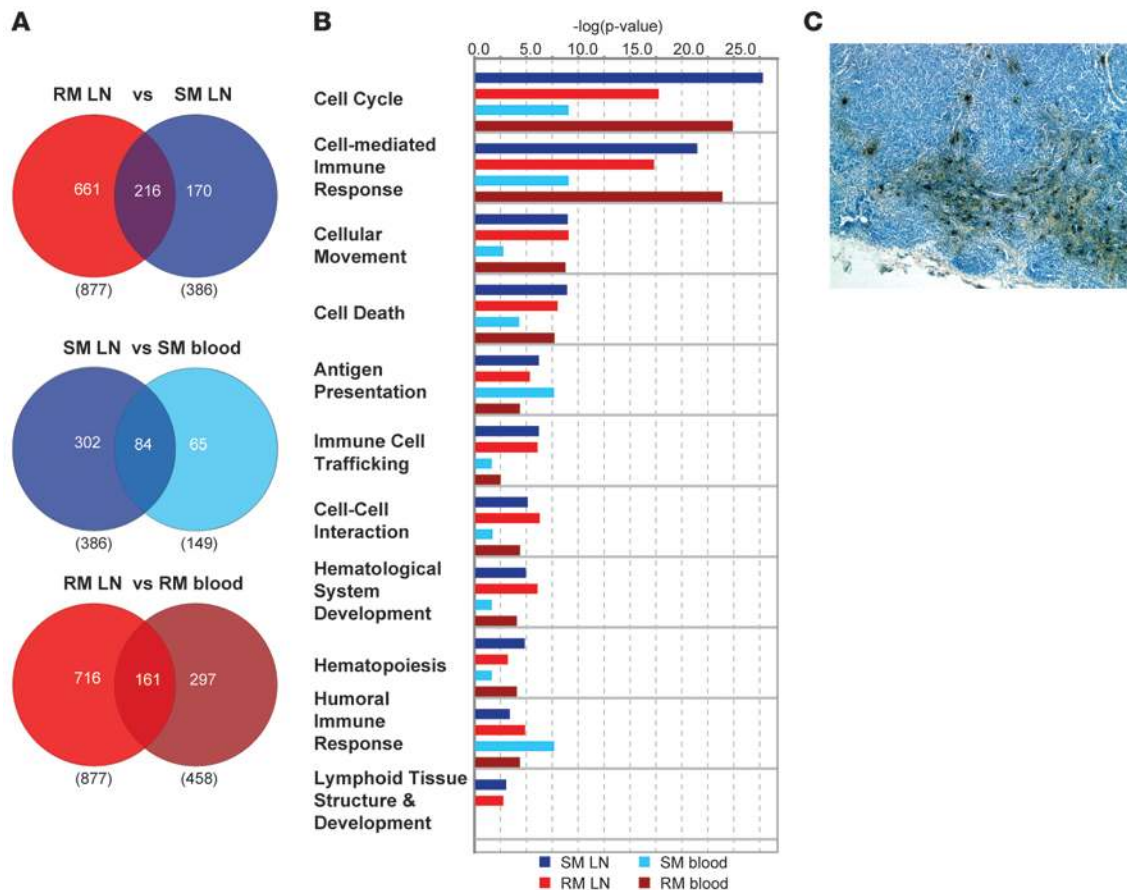 A
RM LN vs SM LN
661 216 170
(877) (386)
SM LN vs SM blood
302 84 65
(386) (149)
RM LN vs RM blood
716 161 297
(877) (458)
B
-log(p-value)
0.0 5.0 10.0 15.0 20.0 25.0
Cell Cycle
Cell-mediated
Immune
Response
Cellular
Movement
Cell Death
Antigen
Presentation
Immune Cell
Trafficking
Cell-Cell
Interaction
Hematological
System
Development
Hematopoiesis
Humoral
Immune
Response
Lymphoid Tissue
Structure &
Development
SM LN SM blood
RM LN RM blood
C